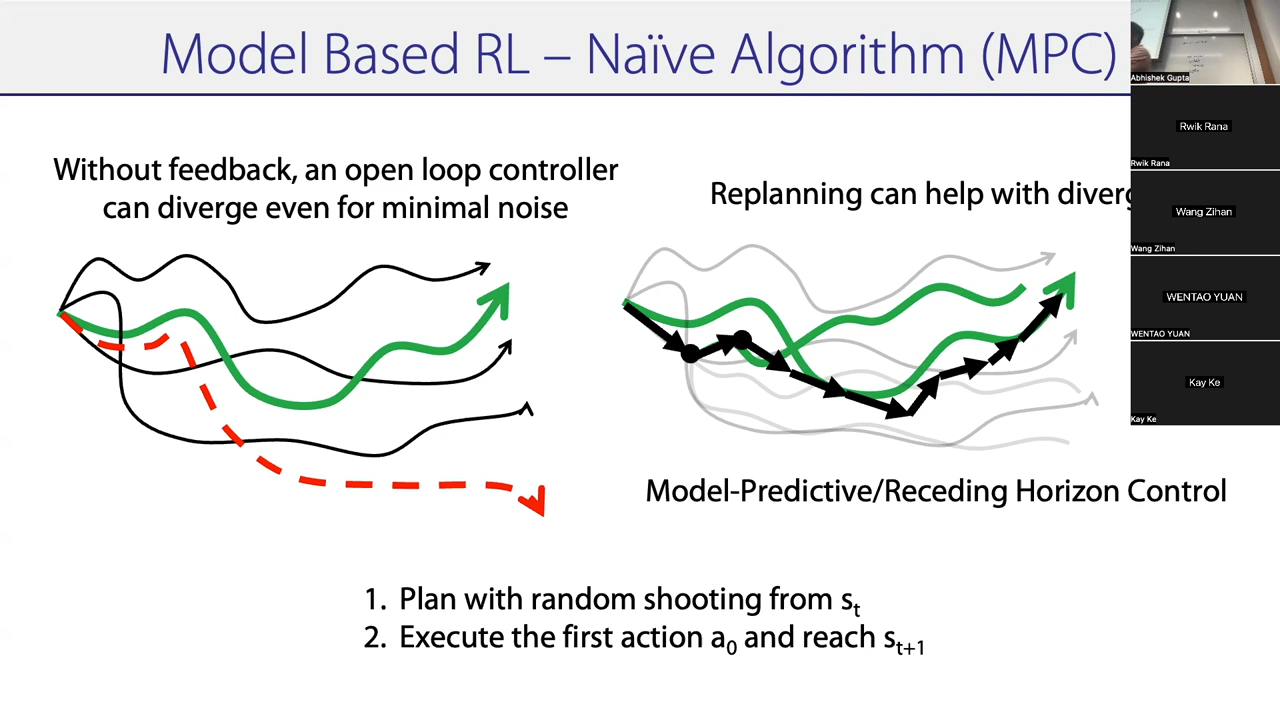 Model Based RL – Naïve Algorithm (MPC)
Without feedback, an open loop controller
can diverge even for minimal noise
Replanning can help with
Model-Predictive/Receding Horizon Control
1. Plan with random shooting from sₜ
2. Execute the first action a₀ and reach sₜ₊₁
Abhishek Gupta
Rwik Rana
Rwik Rana
Wang Zihan
Wang Zihan
WENTAO YUAN
WENTAO YUAN
Kay Ke
Kay Ke